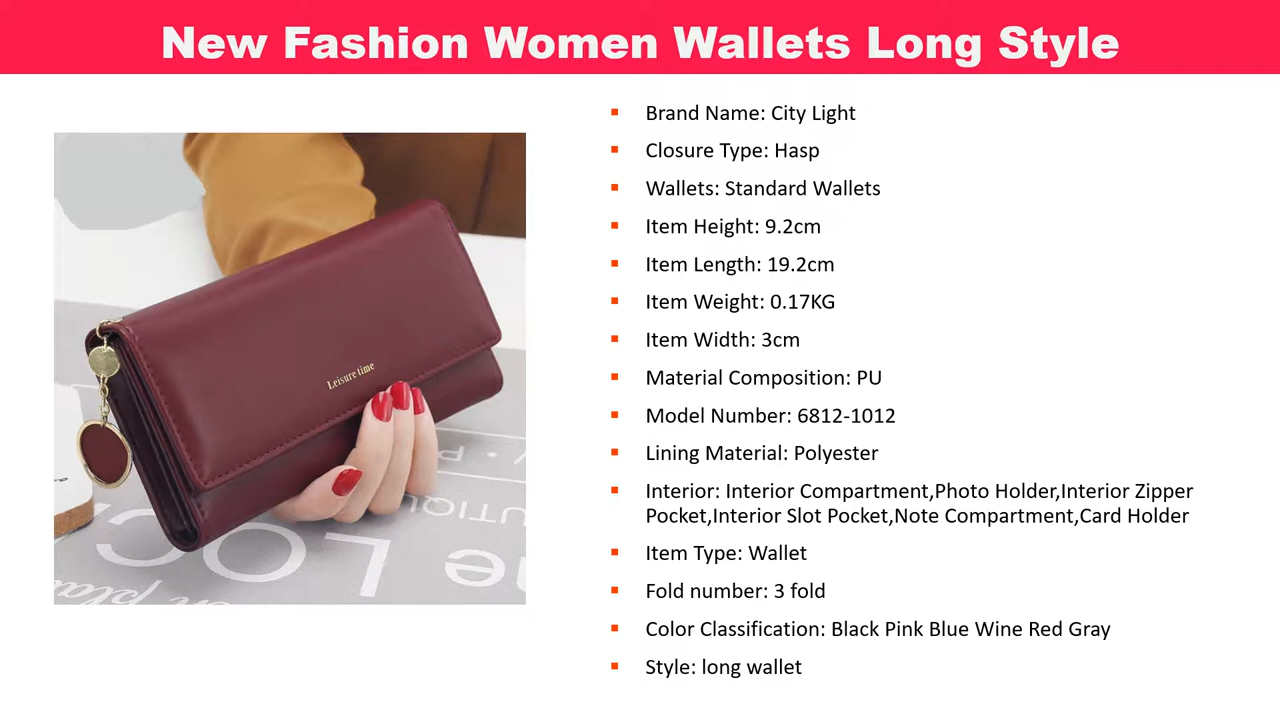 New Fashion Women Wallets Long Style
Brand Name: City Light
Closure Type: Hasp
Wallets: Standard Wallets
Item Height: 9.2cm
Item Length: 19.2cm
Item Weight: 0.17KG
Item Width: 3cm
Material Composition: PU
Model Number: 6812-1012
Lining Material: Polyester
Interior: Interior Compartment,Photo Holder,Interior Zipper
Pocket,Interior Slot Pocket,Note Compartment,Card Holder
Item Type: Wallet
Fold number: 3 fold
Color Classification: Black Pink Blue Wine Red Gray
Style: long wallet
Leisure time